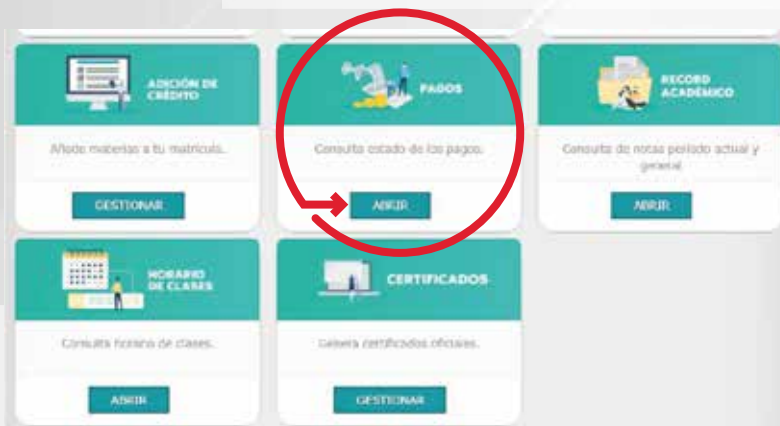 ADICIÓN DE
CRÉDITO
Añade materias a tu matrícula.
GESTIONAR
PAGOS
Consulta estado de los pagos.
ABRIR
RECORD
ACADÉMICO
Consulta de notas periodo actual y
general
ABRIR
HORARIO
DE CLASES
Consulta horario de clases.
ABRIR
CERTIFICADOS
Genera certificados oficiales.
GESTIONAR